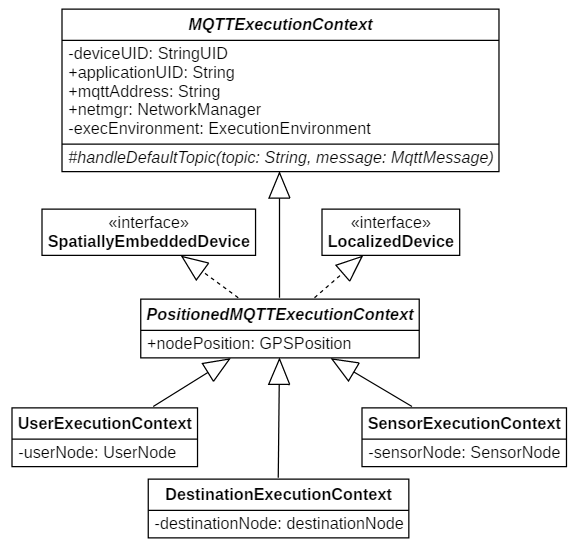 MQTTExecutionContext
-deviceUID: StringUID
+applicationUID: String
+mqttAddress: String
+netmgr: NetworkManager
-execEnvironment: ExecutionEnvironment
#handleDefaultTopic(topic: String, message: MqttMessage)
«interface»
SpatiallyEmbeddedDevice
«interface»
LocalizedDevice
PositionedMQTTExecutionContext
+nodePosition: GPSPosition
UserExecutionContext
-userNode: UserNode
SensorExecutionContext
-sensorNode: SensorNode
DestinationExecutionContext
-destinationNode: destinationNode